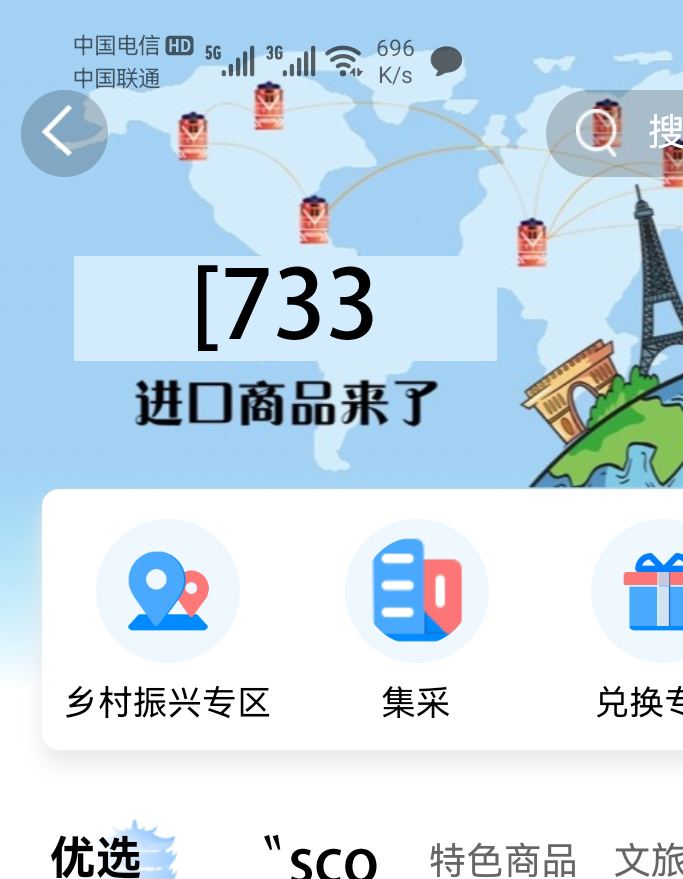 中国电信 HD 5G 3G 696
中国联通 K/s
搜
[733
进口商品来了
乡村振兴专区 集采 兑换专
优选 〝sco 特色商品 文旅